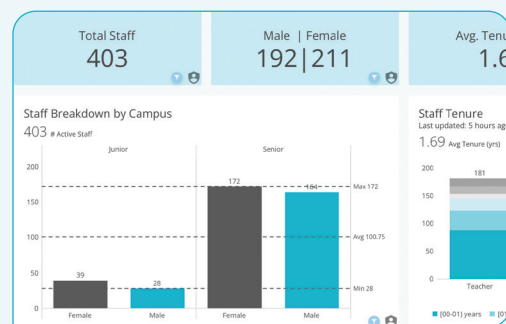 Total Staff
403
Male | Female
192|211
Avg. Tenu
1.6
Staff Breakdown by Campus
403 # Active Staff
Junior
Senior
200
150
100
50
0
39
28
172
164
Max 172
Avg 100.75
Min 28
Female
Male
Female
Male
Staff Tenure
Last updated: 5 hours ag
1.69 Avg Tenure (yrs)
200
150
100
50
0
181
Teacher
[00-01) years
[01